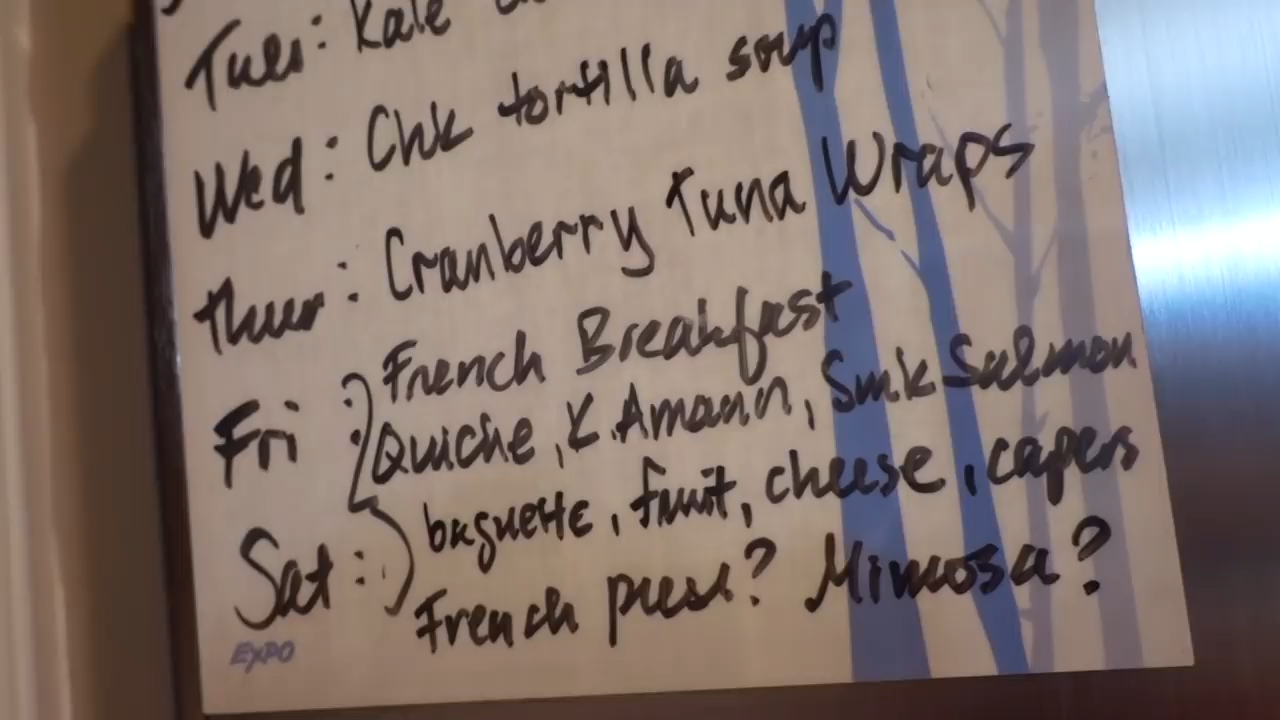 Tues: Kale
Wed: Chk tortilla soup
thur: Cranberry Tuna Wraps
French Breakfast
Fri : Quiche, K. Amann, Smk Salmon
baguette, fruit, cheese, capers
Sat: French press? Mimosa?
EXPO